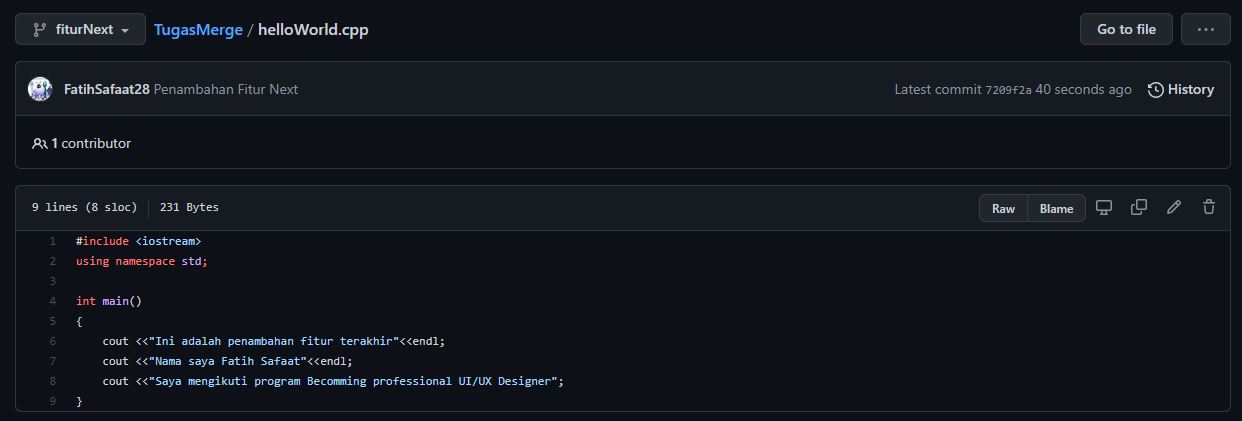 fiturNext TugasMerge / helloWorld.cpp Go to file ...
FatihSafaat28 Penambahan Fitur Next Latest commit 7209f2a 40 seconds ago History
1 contributor
9 lines (8 sloc) 231 Bytes Raw Blame
1 #include <iostream>
2 using namespace std;
3
4 int main()
5 {
6     cout <<"Ini adalah penambahan fitur terakhir"<<endl;
7     cout <<"Nama saya Fatih Safaat"<<endl;
8     cout <<"Saya mengikuti program Becomming professional UI/UX Designer";
9 }